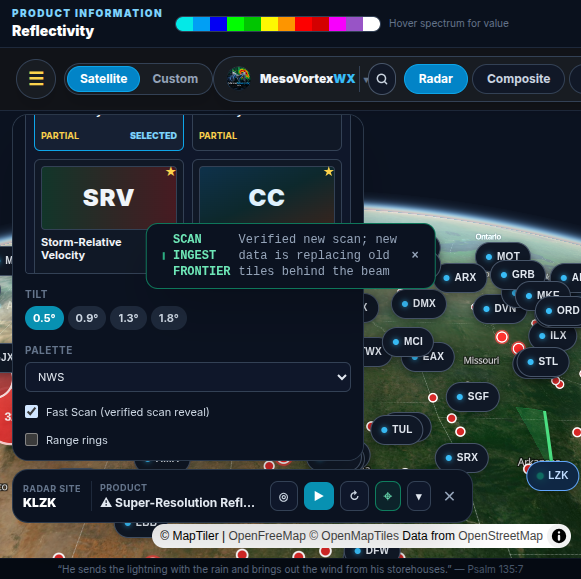 PRODUCT INFORMATION
Reflectivity
Hover spectrum for value
Satellite
Custom
MesoVortexWX
Radar
Composite
PARTIAL
SELECTED
PARTIAL
SRV
CC
Storm-Relative
Velocity
SCAN
INGEST
FRONTIER
Verified new scan; new
data is replacing old
tiles behind the beam
×
TILT
0.5°
0.9°
1.3°
1.8°
PALETTE
NWS
Fast Scan (verified scan reveal)
Range rings
Ontario
MOT
ARX
GRB
MKE
DMX
DVN
ORD
MCI
EAX
ILX
Missouri
STL
SGF
TUL
SRX
LZK
DFW
RADAR SITE
KLZK
PRODUCT
⚠ Super-Resolution Refl...
© MapTiler | OpenFreeMap © OpenMapTiles Data from OpenStreetMap
"He sends the lightning with the rain and brings out the wind from his storehouses." — Psalm 135:7